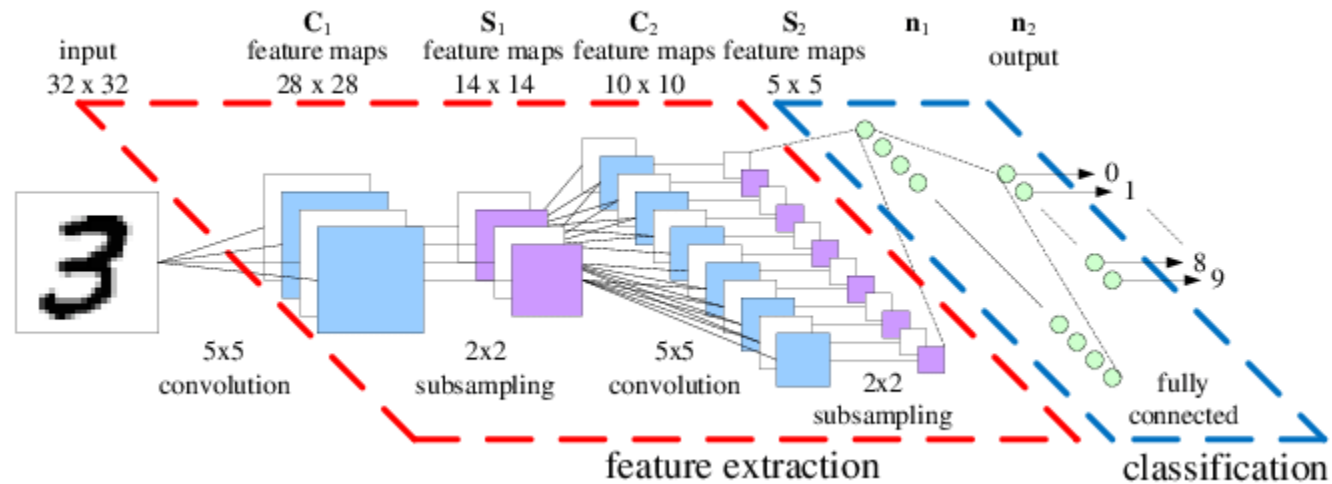 C₁
S₁
C₂
S₂
n₁
n₂
input
feature maps
feature maps
feature maps
feature maps
output
32 x 32
28 x 28
14 x 14
10 x 10
5 x 5
3
0
1
8
9
5x5
convolution
2x2
subsampling
5x5
convolution
2x2
subsampling
fully
connected
feature extraction
classification